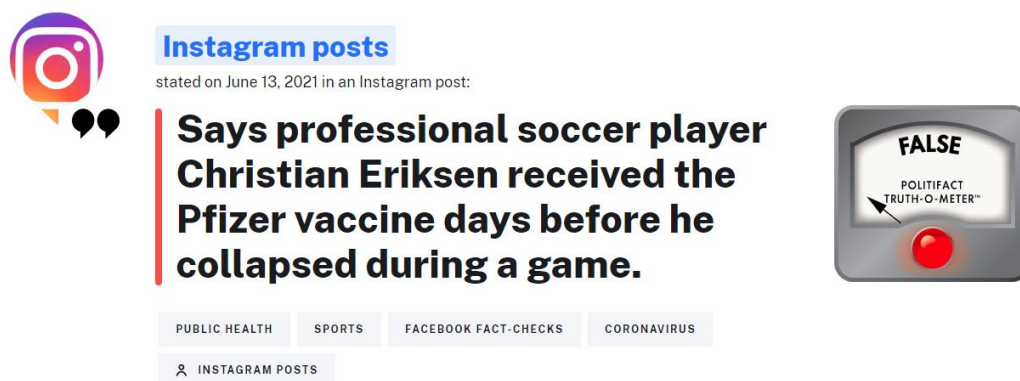 Instagram posts
stated on June 13, 2021 in an Instagram post:
Says professional soccer player
Christian Eriksen received the
Pfizer vaccine days before he
collapsed during a game.
FALSE
POLITIFACT
TRUTH-O-METER™
PUBLIC HEALTH
SPORTS
FACEBOOK FACT-CHECKS
CORONAVIRUS
INSTAGRAM POSTS